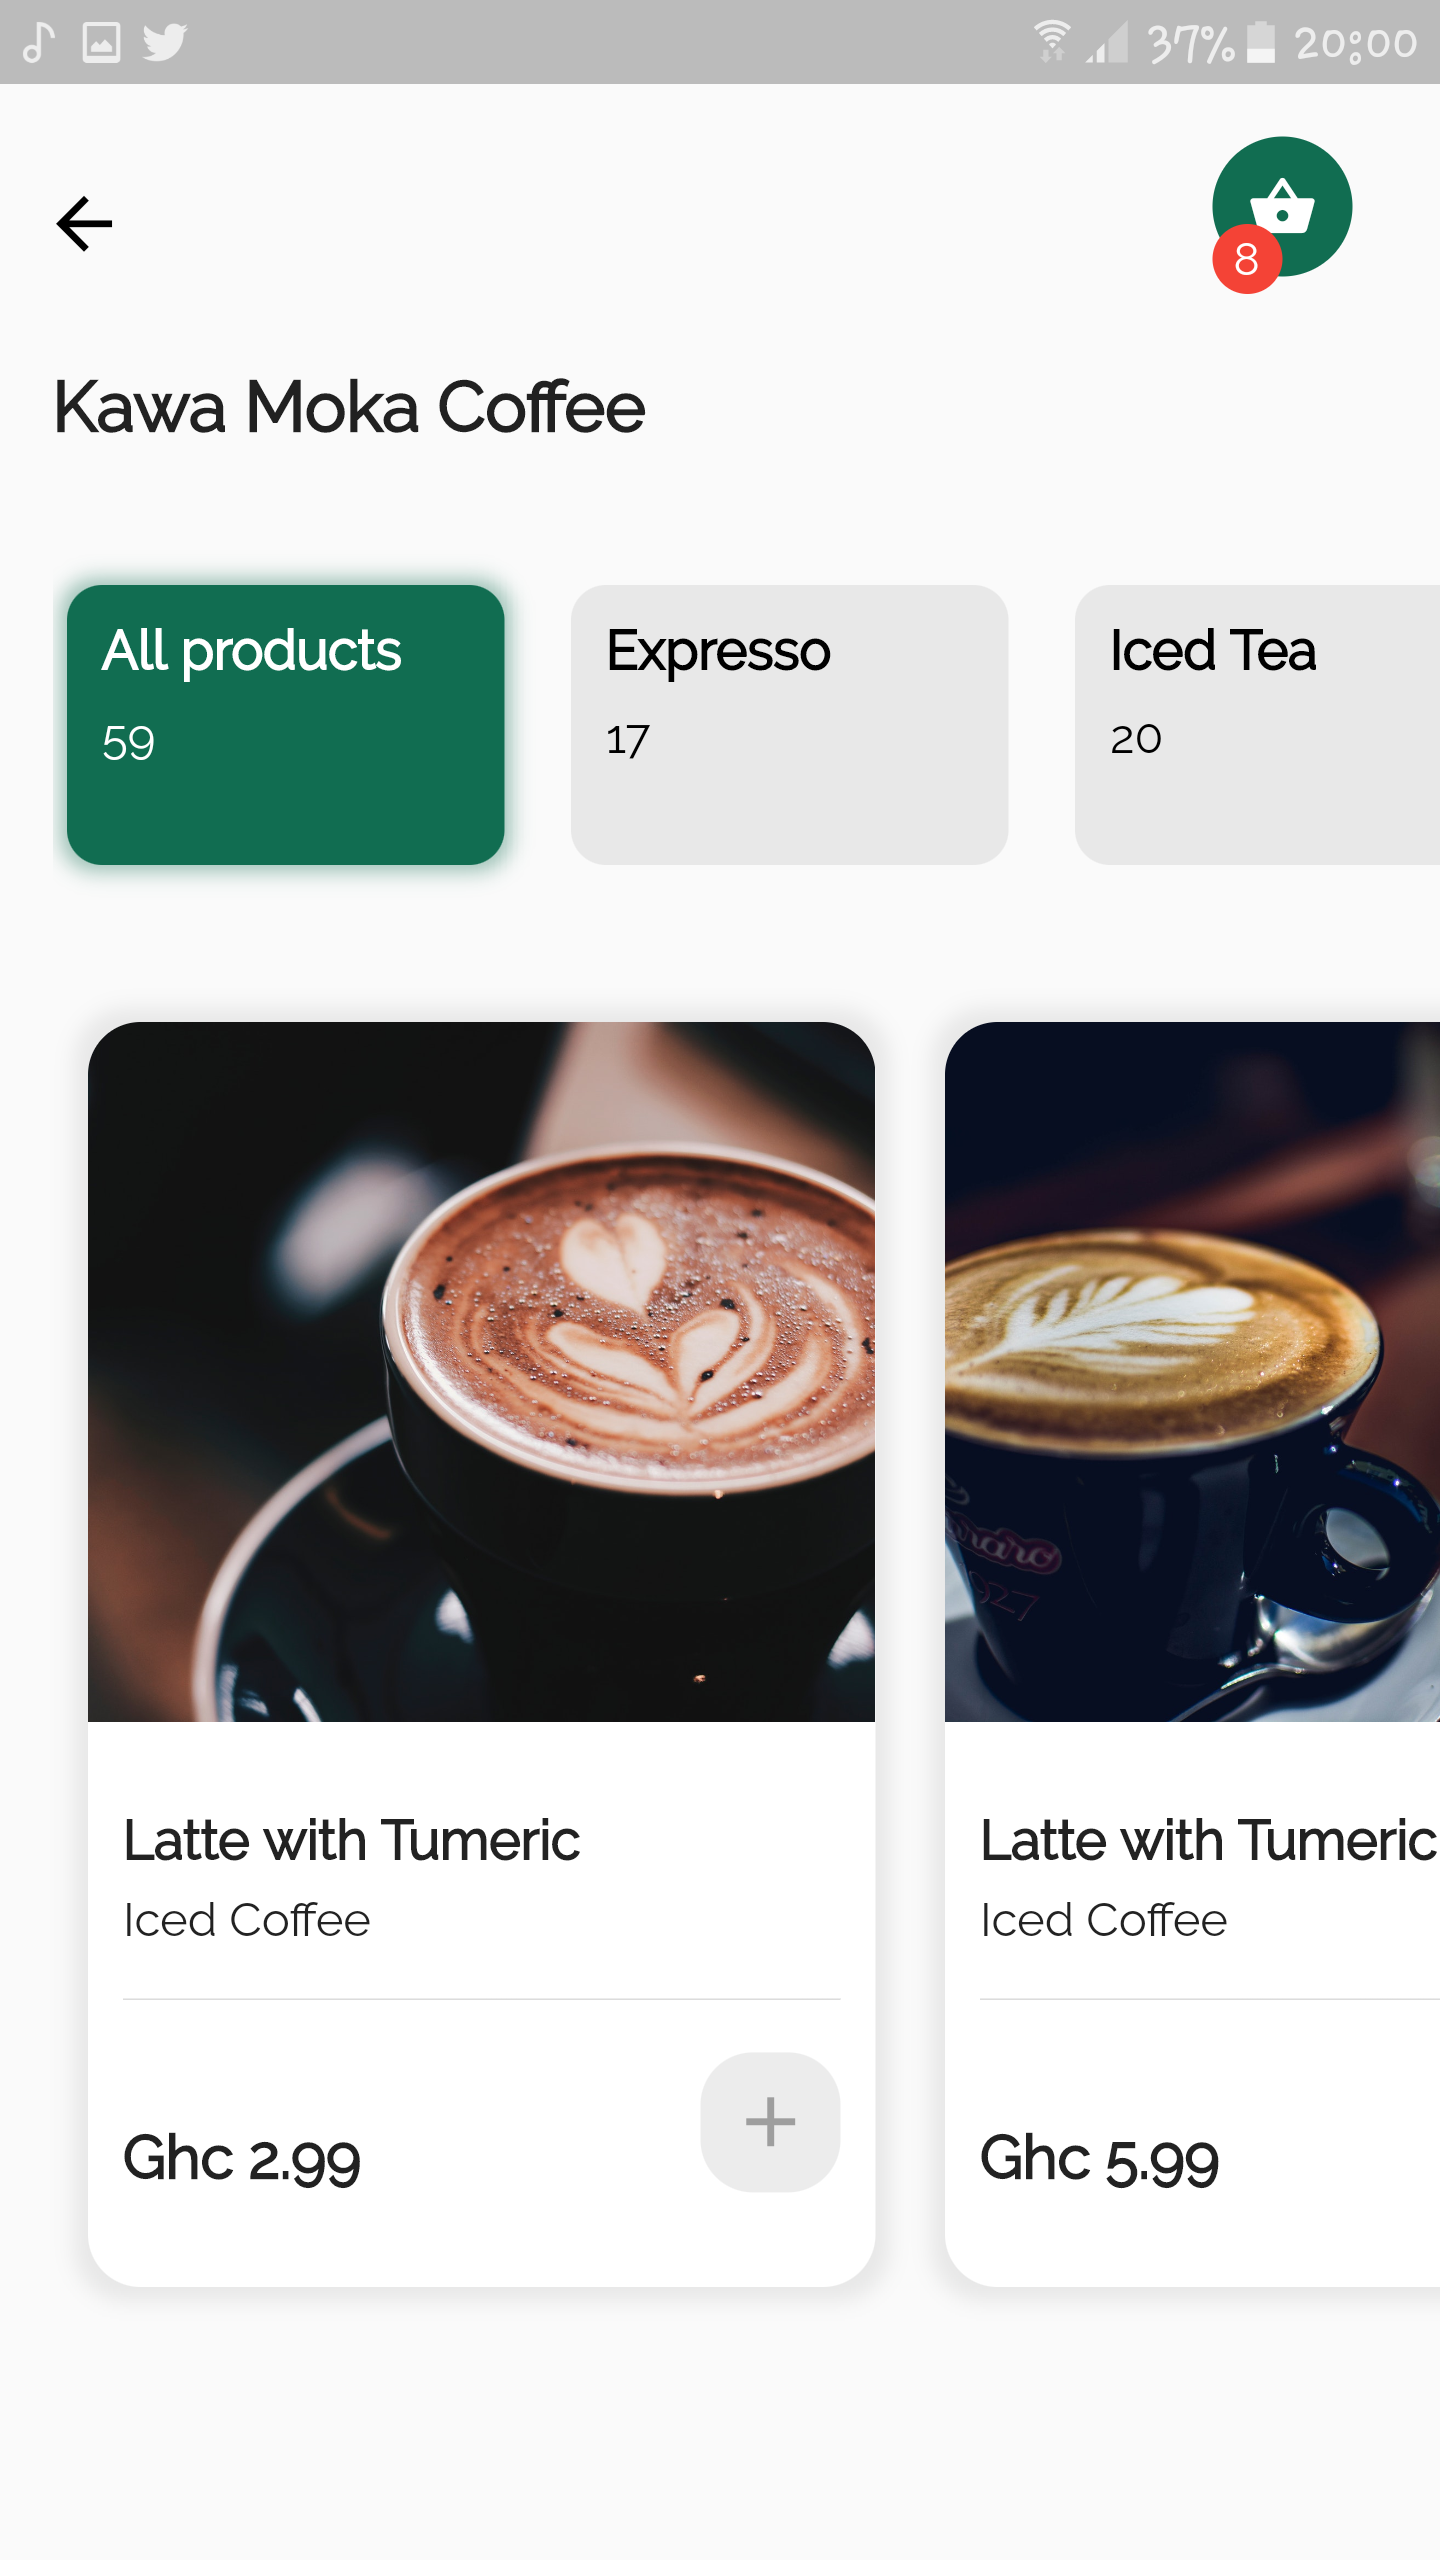 37% 20:00
8
Kawa Moka Coffee
All products
59
Expresso
17
Iced Tea
20
927
Latte with Tumeric
Iced Coffee
Ghc 2.99
Latte with Tumeric
Iced Coffee
Ghc 5.99